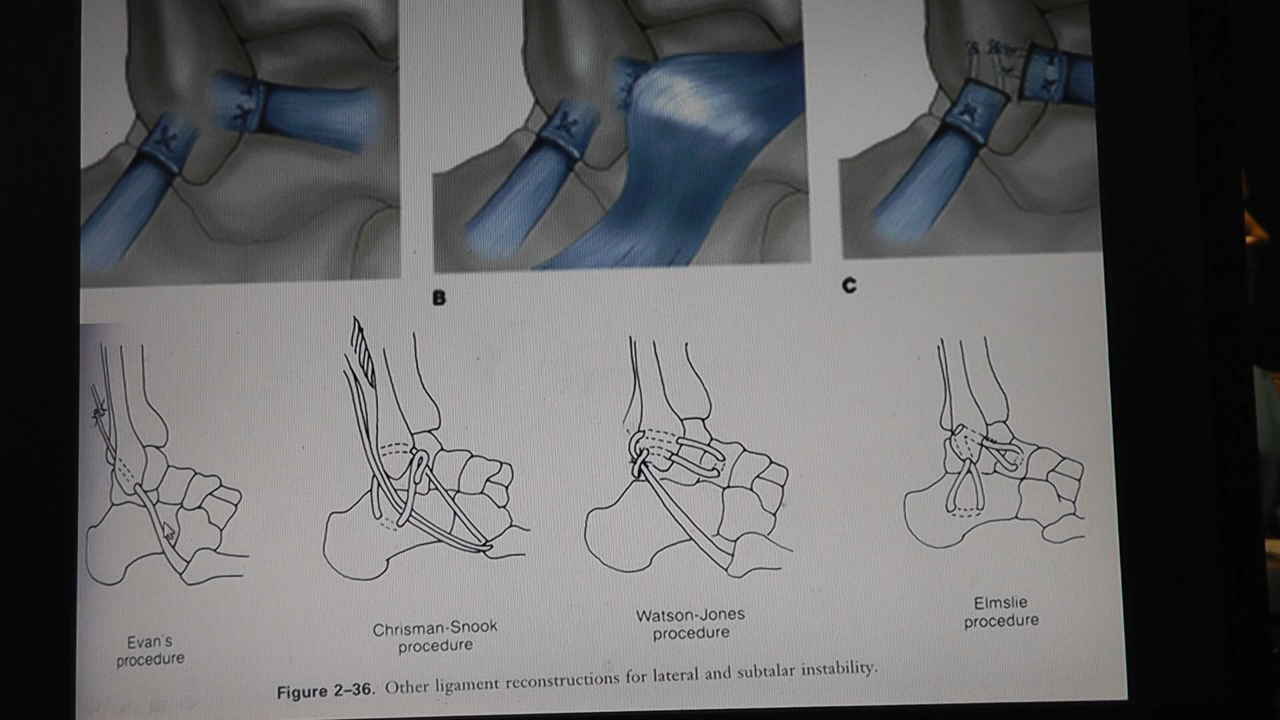 B
C
Evan's
procedure
Chrisman-Snook
procedure
Watson-Jones
procedure
Elmslie
procedure
Figure 2–36. Other ligament reconstructions for lateral and subtalar instability.